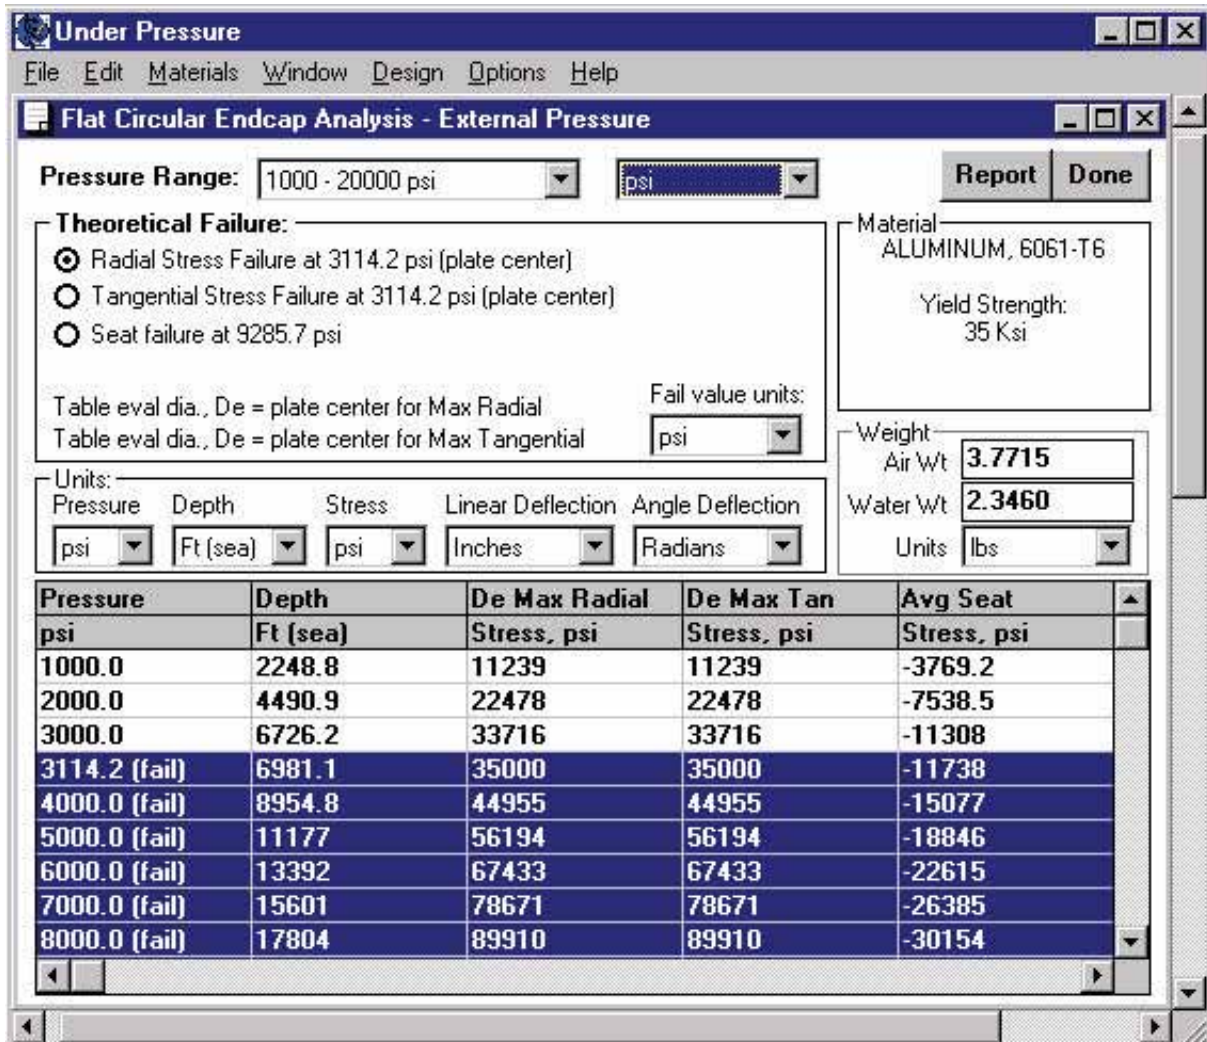 Under Pressure
File Edit Materials Window Design Options Help
Flat Circular Endcap Analysis - External Pressure
Pressure Range: 1000 - 20000 psi psi Report Done
Theoretical Failure:
Radial Stress Failure at 3114.2 psi (plate center)
Tangential Stress Failure at 3114.2 psi (plate center)
Seat failure at 9285.7 psi
Table eval dia., De = plate center for Max Radial
Table eval dia., De = plate center for Max Tangential
Fail value units:
psi
Material
ALUMINUM, 6061-T6
Yield Strength:
35 Ksi
Weight
Air Wt 3.7715
Water Wt 2.3460
Units lbs
Units:
Pressure Depth Stress Linear Deflection Angle Deflection
psi Ft (sea) psi Inches Radians
Pressure Depth De Max Radial De Max Tan Avg Seat
psi Ft (sea) Stress, psi Stress, psi Stress, psi
1000.0 2248.8 11239 11239 -3769.2
2000.0 4490.9 22478 22478 -7538.5
3000.0 6726.2 33716 33716 -11308
3114.2 (fail) 6981.1 35000 35000 -11738
4000.0 (fail) 8954.8 44955 44955 -15077
5000.0 (fail) 11177 56194 56194 -18846
6000.0 (fail) 13392 67433 67433 -22615
7000.0 (fail) 15601 78671 78671 -26385
8000.0 (fail) 17804 89910 89910 -30154